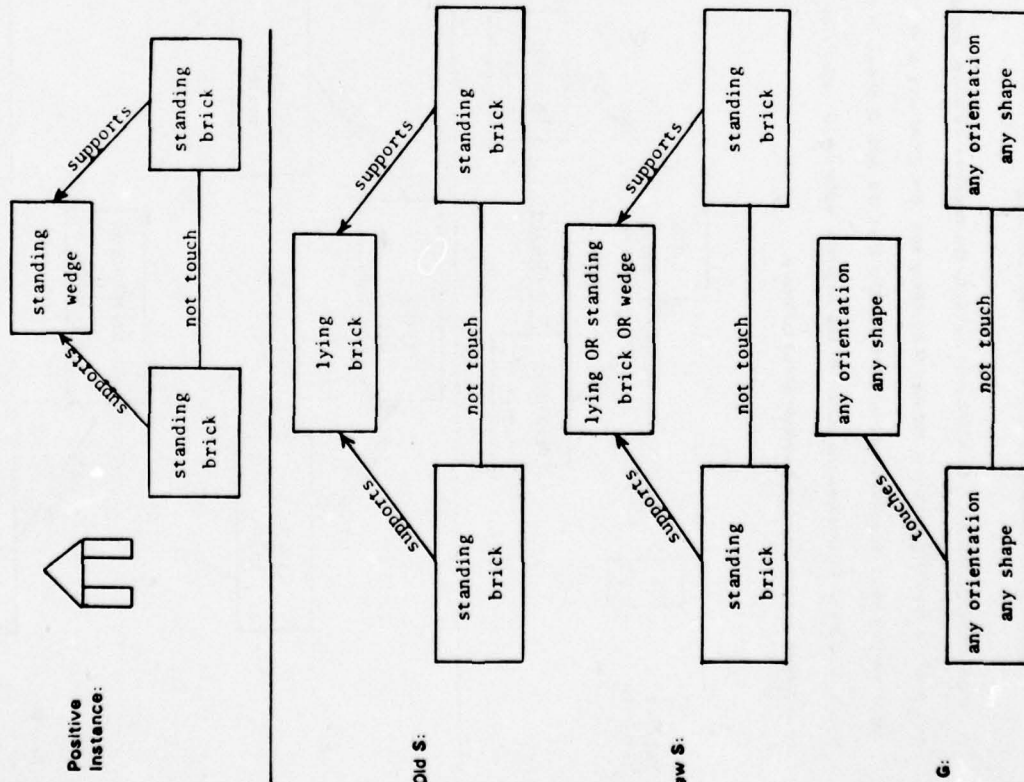 Positive
Instance:
standing
wedge
supports
supports
standing
brick
not touch
standing
brick
Old S:
lying
brick
supports
supports
standing
brick
not touch
standing
brick
ew S:
lying OR standing
brick OR wedge
supports
supports
standing
brick
not touch
standing
brick
G:
any orientation
any shape
touches
any orientation
any shape
not touch
any orientation
any shape